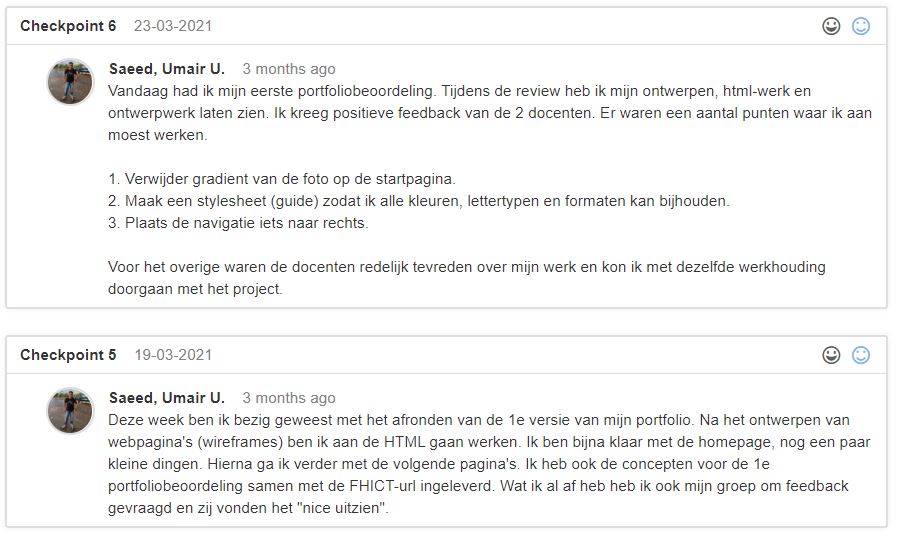 Checkpoint 6 23-03-2021
Saeed, Umair U. 3 months ago
Vandaag had ik mijn eerste portfoliobeoordeling. Tijdens de review heb ik mijn ontwerpen, html-werk en
ontwerpwerk laten zien. Ik kreeg positieve feedback van de 2 docenten. Er waren een aantal punten waar ik aan
moest werken.
1. Verwijder gradient van de foto op de startpagina.
2. Maak een stylesheet (guide) zodat ik alle kleuren, lettertypen en formaten kan bijhouden.
3. Plaats de navigatie iets naar rechts.
Voor het overige waren de docenten redelijk tevreden over mijn werk en kon ik met dezelfde werkhouding
doorgaan met het project.
Checkpoint 5 19-03-2021
Saeed, Umair U. 3 months ago
Deze week ben ik bezig geweest met het afronden van de 1e versie van mijn portfolio. Na het ontwerpen van
webpagina's (wireframes) ben ik aan de HTML gaan werken. Ik ben bijna klaar met de homepage, nog een paar
kleine dingen. Hierna ga ik verder met de volgende pagina's. Ik heb ook de concepten voor de 1e
portfoliobeoordeling samen met de FHICT-url ingeleverd. Wat ik al af heb heb ik ook mijn groep om feedback
gevraagd en zij vonden het "nice uitzien".